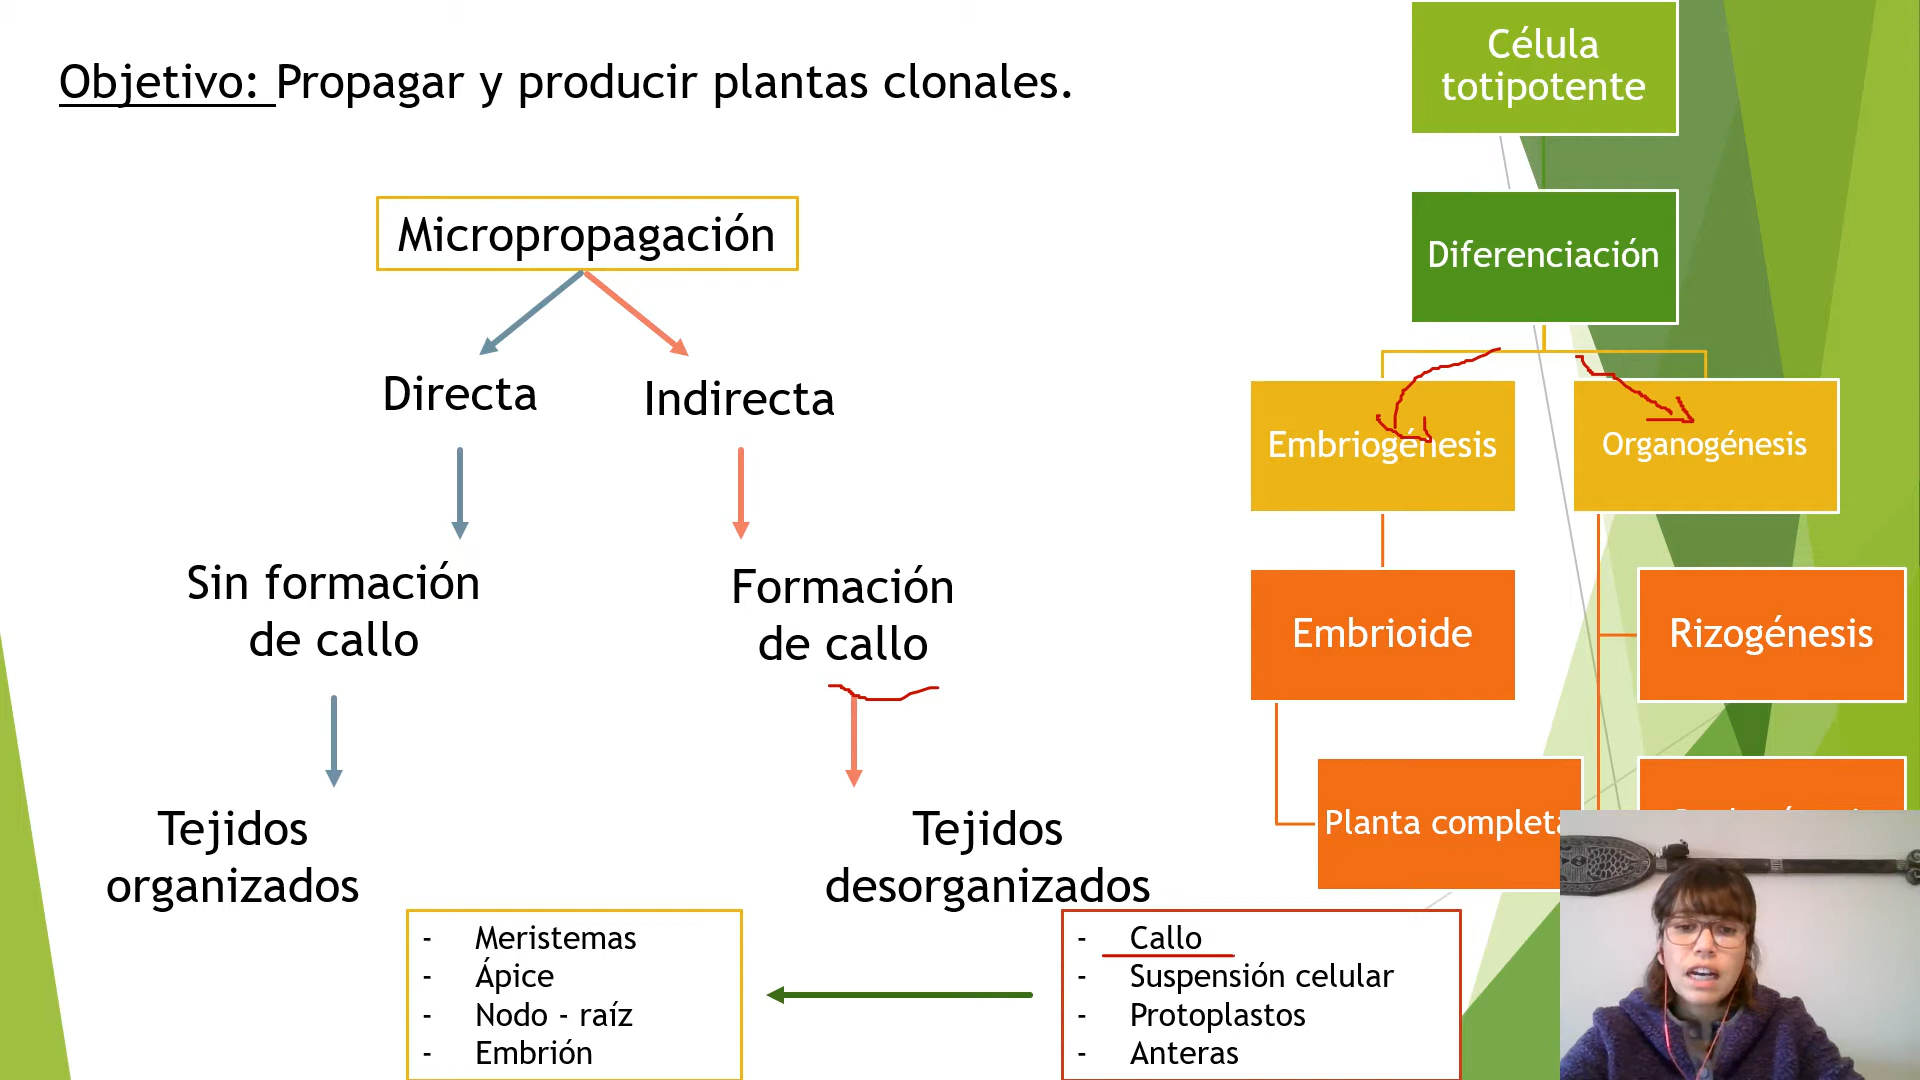 Objetivo: Propagar y producir plantas clonales.
Micropropagación
Directa
Indirecta
Sin formación
de callo
Formación
de callo
Tejidos
organizados
Tejidos
desorganizados
- Meristemas
- Ápice
- Nodo - raíz
- Embrión
- Callo
- Suspensión celular
- Protoplastos
- Anteras
Célula
totipotente
Diferenciación
Embriogénesis
Organogénesis
Embrioide
Rizogénesis
Planta completa